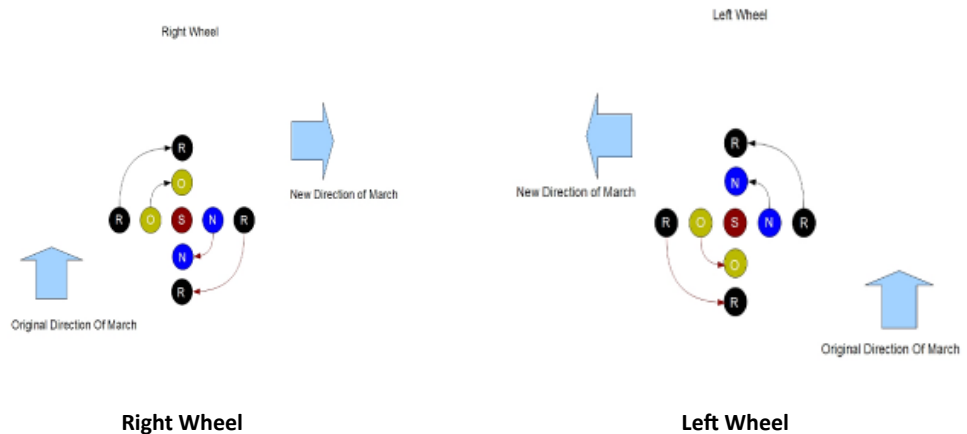 Right Wheel
R
O
R
O
S
N
R
N
R
New Direction of March
Original Direction Of March
Right Wheel
Left Wheel
R
N
R
O
S
N
R
O
R
New Direction of March
Original Direction Of March
Left Wheel